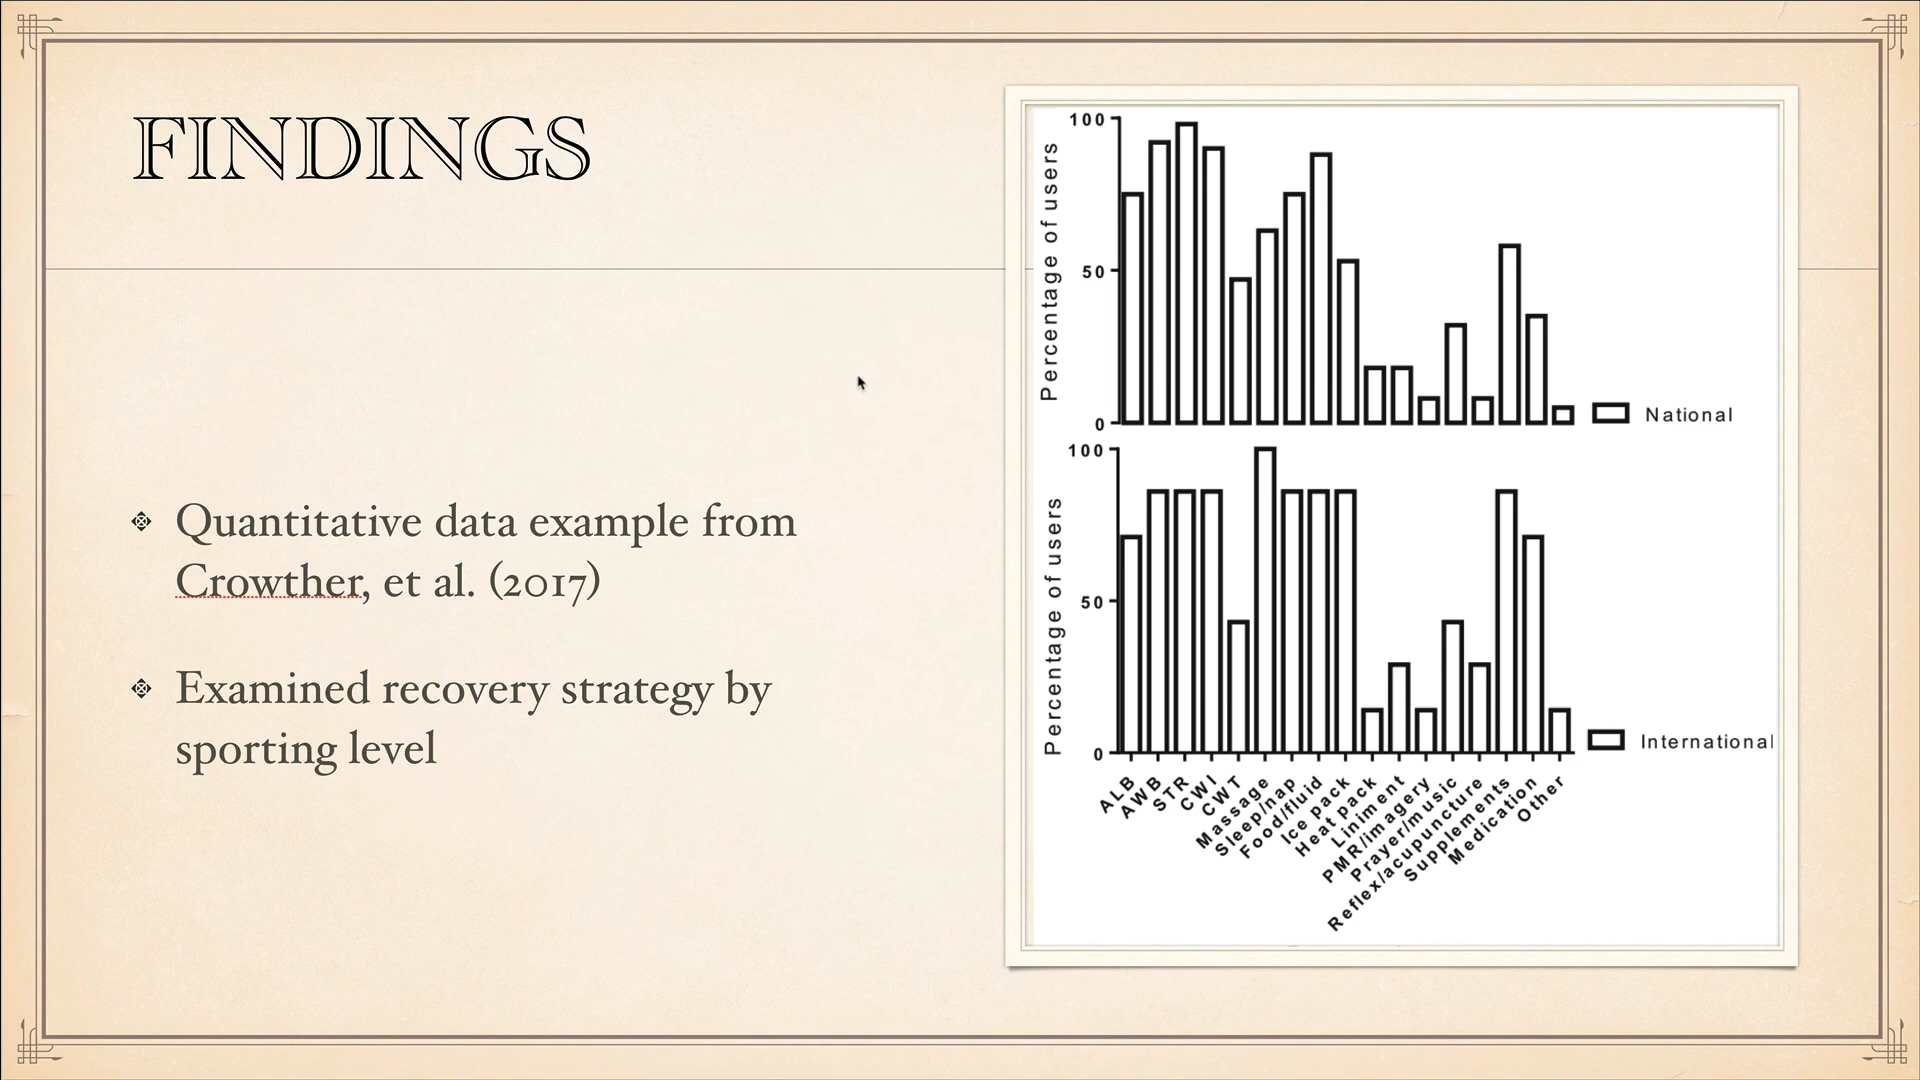 FINDINGS
Quantitative data example from
Crowther, et al. (2017)
Examined recovery strategy by
sporting level
100
50
0
Percentage of users
National
100
50
0
Percentage of users
International
ALB
AWB
STR
CWI
CWT
Massage
Sleep/nap
Food/fluid
Ice pack
Heat pack
Liniment
PMR/imagery
Prayer/music
Reflex/acupuncture
Supplements
Medication
Other